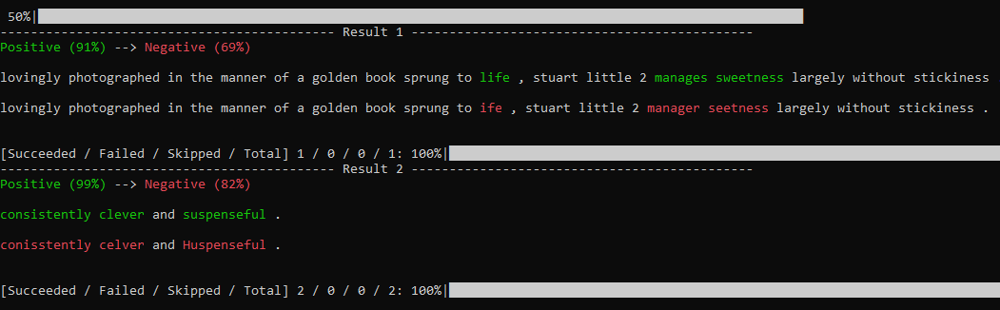 50%|
-------------------------------------------- Result 1 ---------------------------------------------
Positive (91%) --> Negative (69%)
lovingly photographed in the manner of a golden book sprung to life , stuart little 2 manages sweetness largely without stickiness
lovingly photographed in the manner of a golden book sprung to ife , stuart little 2 manager seetness largely without stickiness .
[Succeeded / Failed / Skipped / Total] 1 / 0 / 0 / 1: 100%|
-------------------------------------------- Result 2 ---------------------------------------------
Positive (99%) --> Negative (82%)
consistently clever and suspenseful .
conisstently celver and Huspenseful .
[Succeeded / Failed / Skipped / Total] 2 / 0 / 0 / 2: 100%|